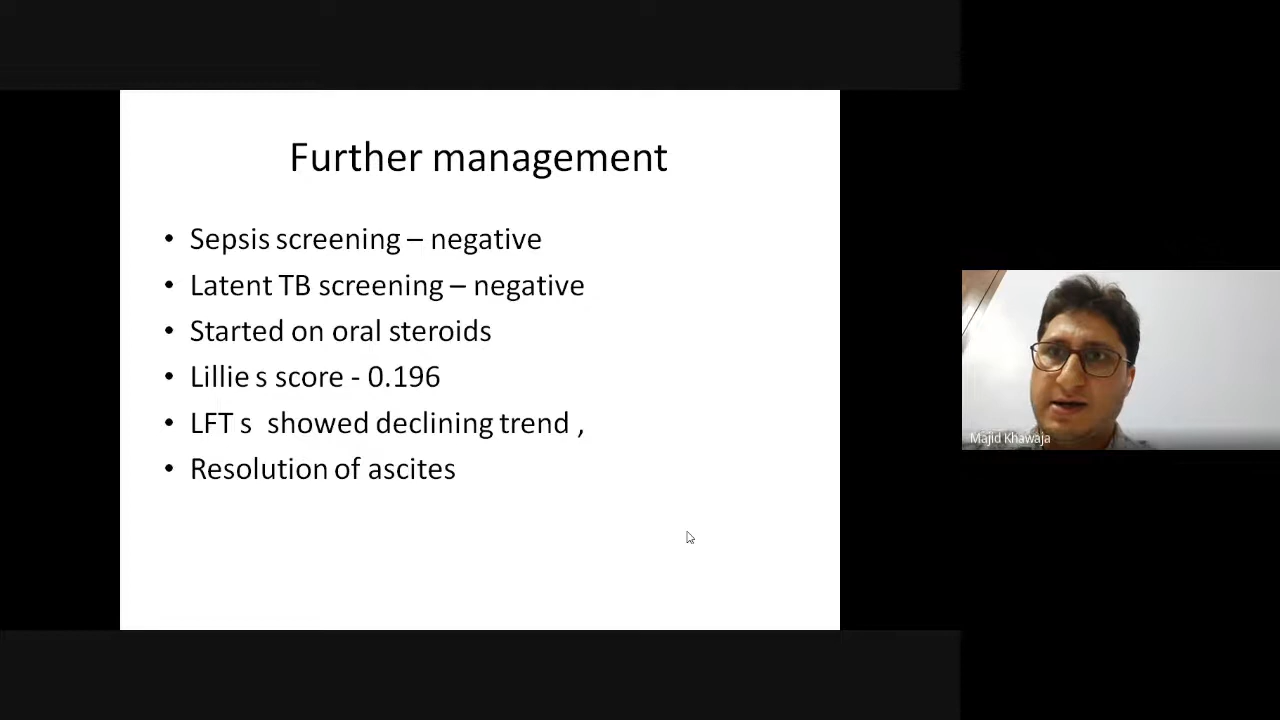 Further management
• Sepsis screening – negative
• Latent TB screening – negative
• Started on oral steroids
• Lillie s score - 0.196
• LFT s  showed declining trend ,
• Resolution of ascites
Majid Khawaja